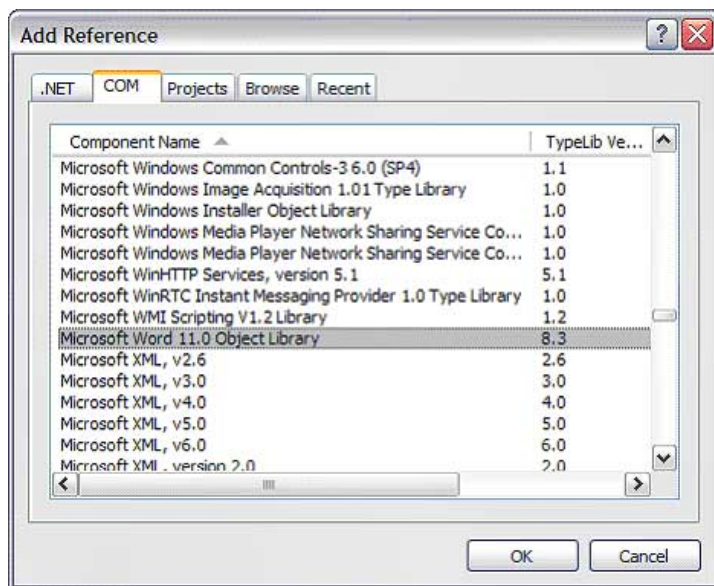 Add Reference
.NET COM Projects Browse Recent
Component Name TypeLib Ve...
Microsoft Windows Common Controls-3 6.0 (SP4) 1.1
Microsoft Windows Image Acquisition 1.01 Type Library 1.0
Microsoft Windows Installer Object Library 1.0
Microsoft Windows Media Player Network Sharing Service Co... 1.0
Microsoft Windows Media Player Network Sharing Service Co... 1.0
Microsoft WinHTTP Services, version 5.1 5.1
Microsoft WinRTC Instant Messaging Provider 1.0 Type Library 1.0
Microsoft WMI Scripting V1.2 Library 1.2
Microsoft Word 11.0 Object Library 8.3
Microsoft XML, v2.6 2.6
Microsoft XML, v3.0 3.0
Microsoft XML, v4.0 4.0
Microsoft XML, v5.0 5.0
Microsoft XML, v6.0 6.0
Microsoft XML, version 2.0 2.0
OK Cancel